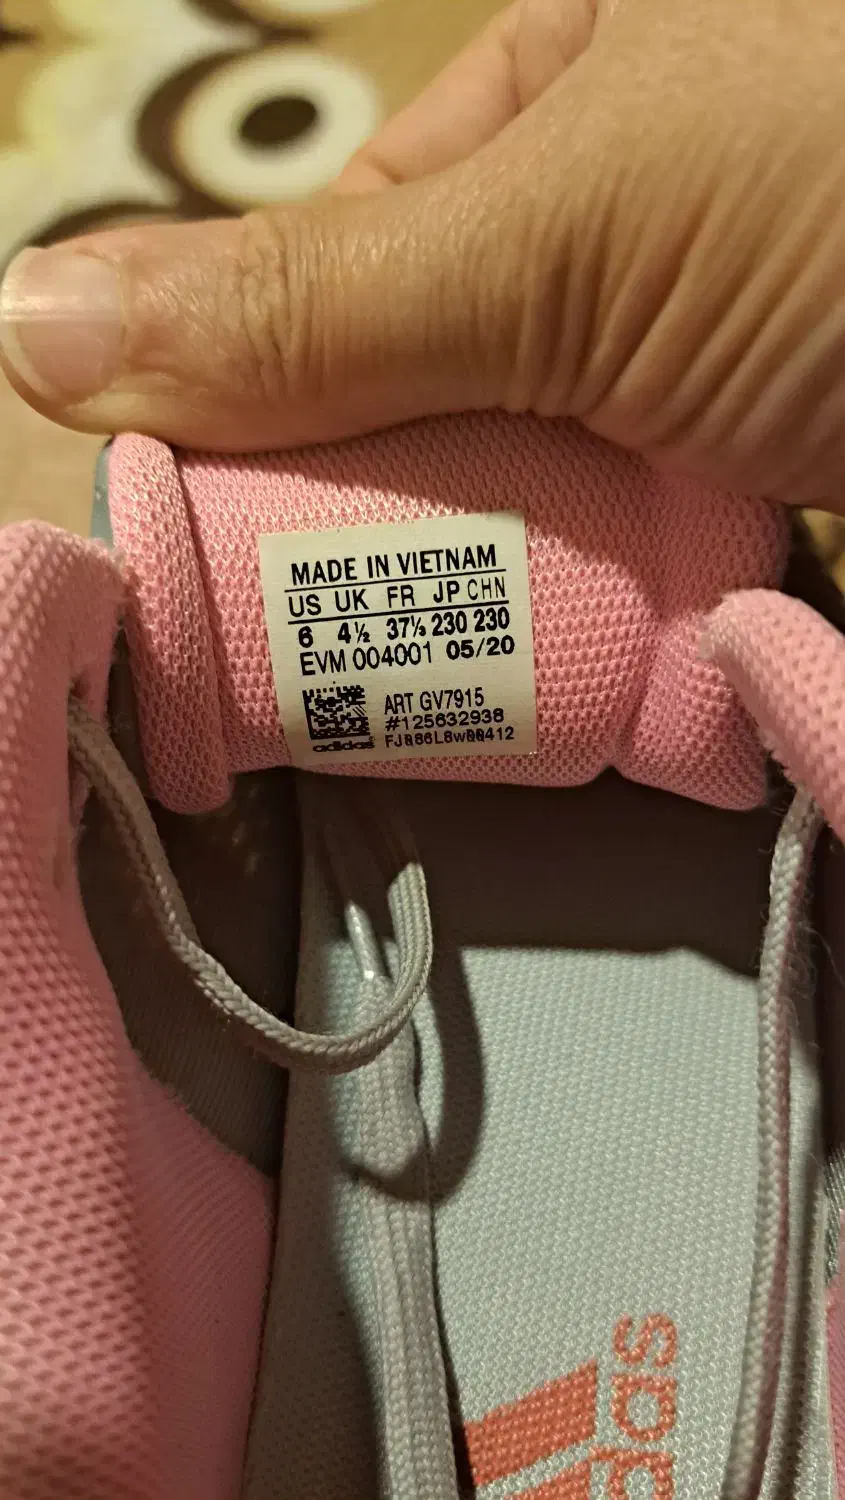 MADE IN VIETNAM
US UK FR JP CHN
6 4½ 37⅓ 230 230
EVM 004001 05/20
ART GV7915
#125632938
adidas
adidas